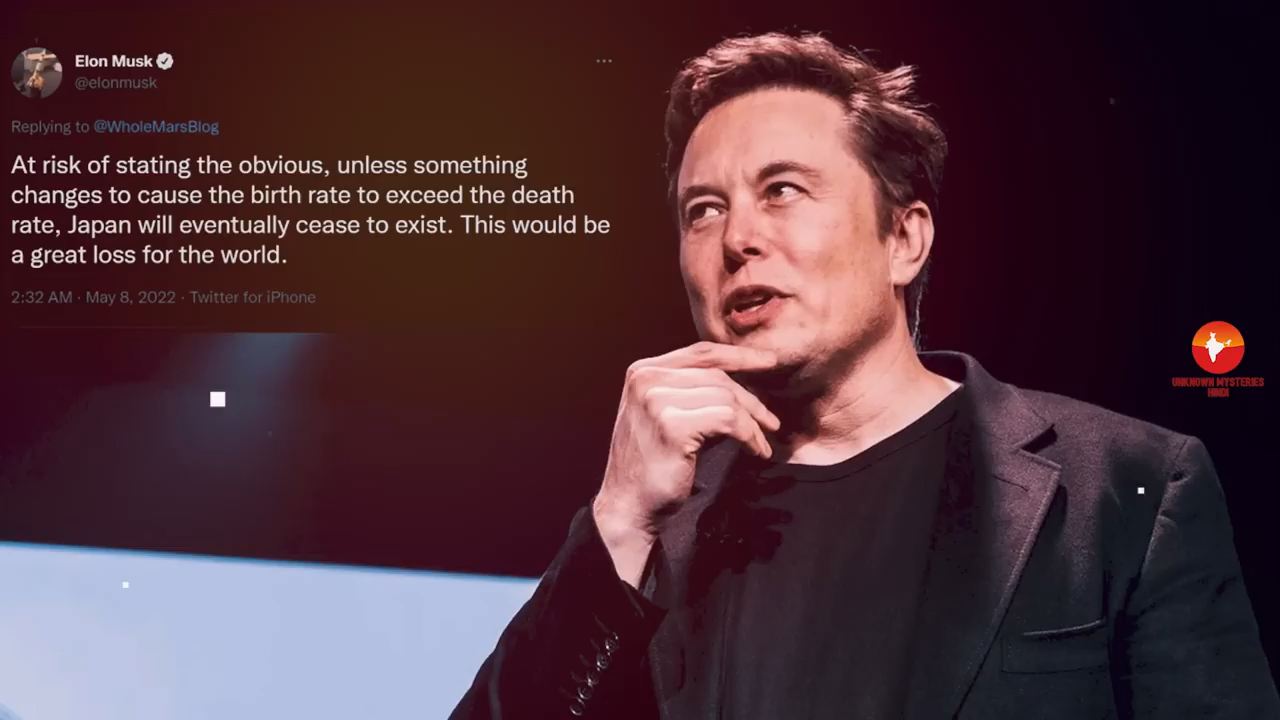 Elon Musk
@elonmusk
Replying to @WholeMarsBlog
At risk of stating the obvious, unless something
changes to cause the birth rate to exceed the death
rate, Japan will eventually cease to exist. This would be
a great loss for the world.
2:32 AM · May 8, 2022 · Twitter for iPhone
UNKNOWN MYSTERIES
HINDI